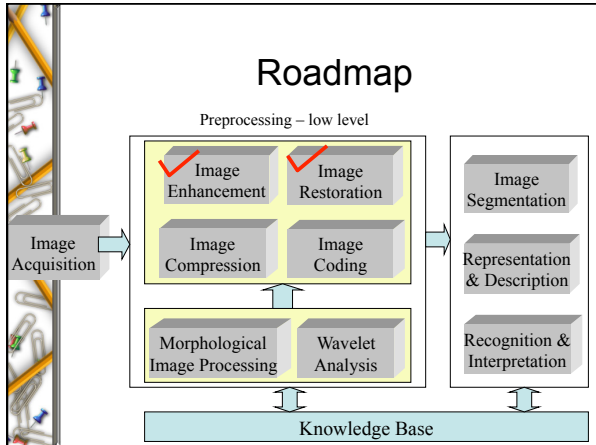 Roadmap
Preprocessing – low level
Image
Enhancement
Image
Restoration
Image
Segmentation
Image
Acquisition
Image
Compression
Image
Coding
Representation
& Description
Morphological
Image Processing
Wavelet
Analysis
Recognition &
Interpretation
Knowledge Base